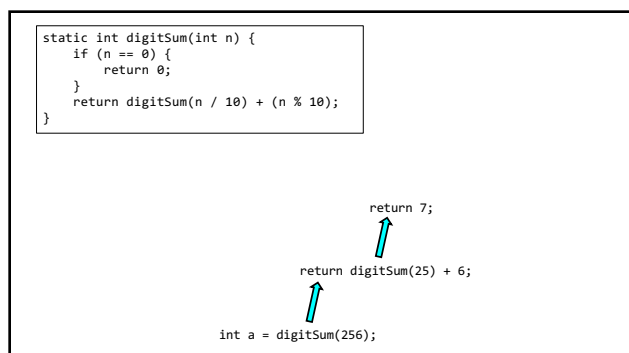 static int digitSum(int n) {
    if (n == 0) {
        return 0;
    }
    return digitSum(n / 10) + (n % 10);
}
return 7;
return digitSum(25) + 6;
int a = digitSum(256);